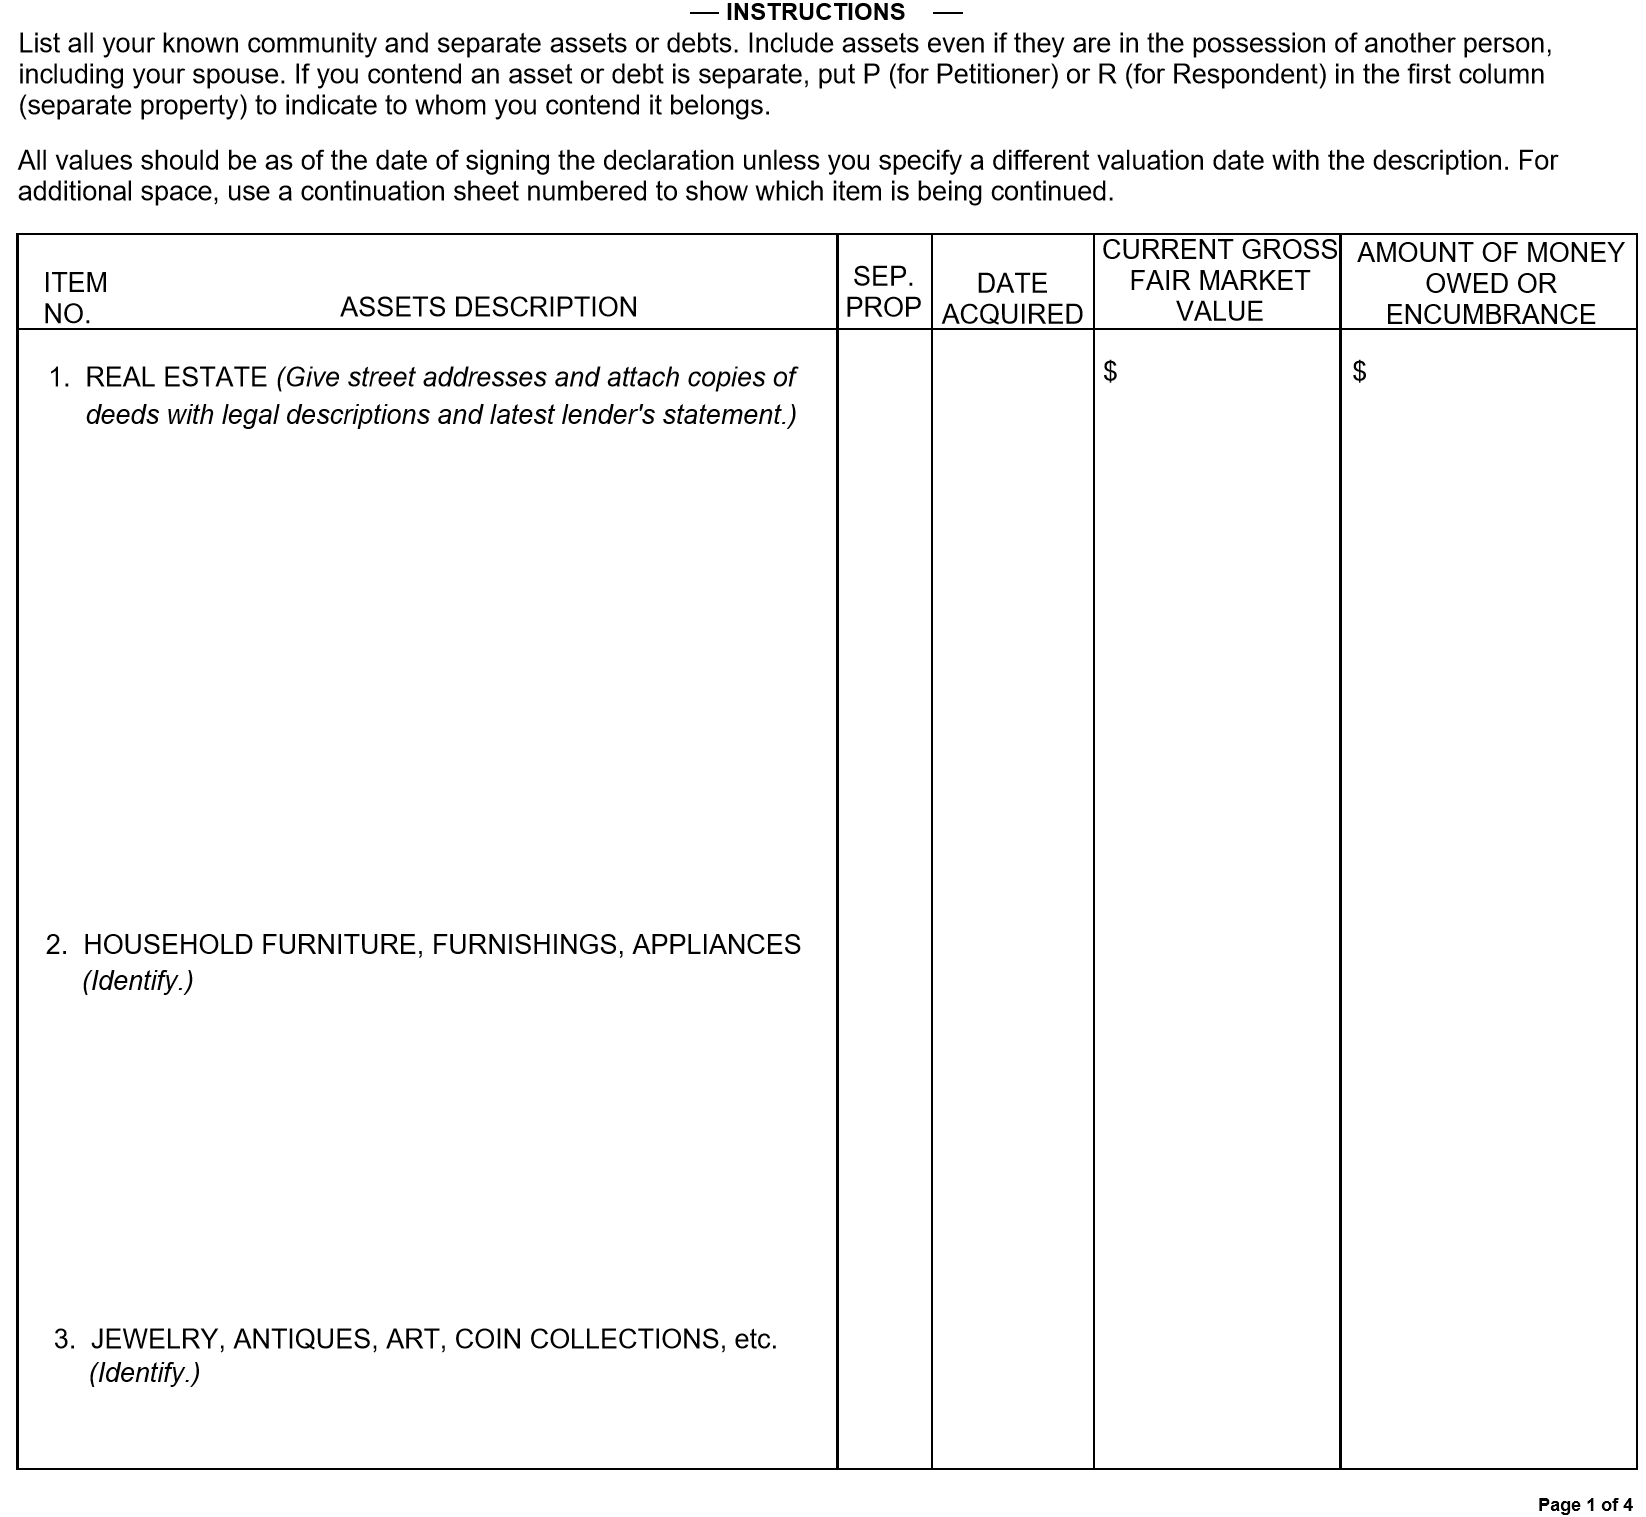 — INSTRUCTIONS —
List all your known community and separate assets or debts. Include assets even if they are in the possession of another person,
including your spouse. If you contend an asset or debt is separate, put P (for Petitioner) or R (for Respondent) in the first column
(separate property) to indicate to whom you contend it belongs.
All values should be as of the date of signing the declaration unless you specify a different valuation date with the description. For
additional space, use a continuation sheet numbered to show which item is being continued.
ITEM
NO.
ASSETS DESCRIPTION
SEP.
PROP
DATE
ACQUIRED
CURRENT GROSS
FAIR MARKET
VALUE
AMOUNT OF MONEY
OWED OR
ENCUMBRANCE
1. REAL ESTATE (Give street addresses and attach copies of
deeds with legal descriptions and latest lender's statement.)
$
$
2. HOUSEHOLD FURNITURE, FURNISHINGS, APPLIANCES
(Identify.)
3. JEWELRY, ANTIQUES, ART, COIN COLLECTIONS, etc.
(Identify.)
Page 1 of 4